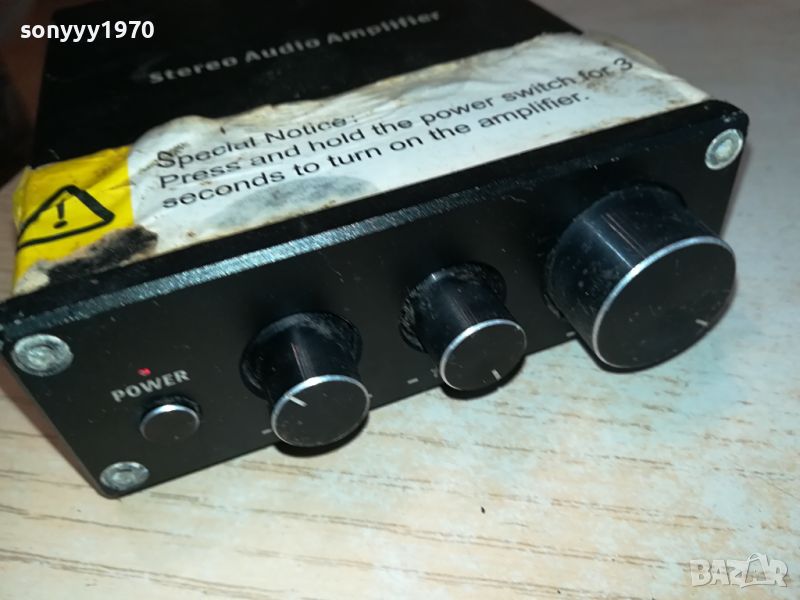 sonyyy1970
Stereo Audio Amplifier
Special Notice:
Press and hold the power switch for 3
seconds to turn on the amplifier.
POWER
BAZAR